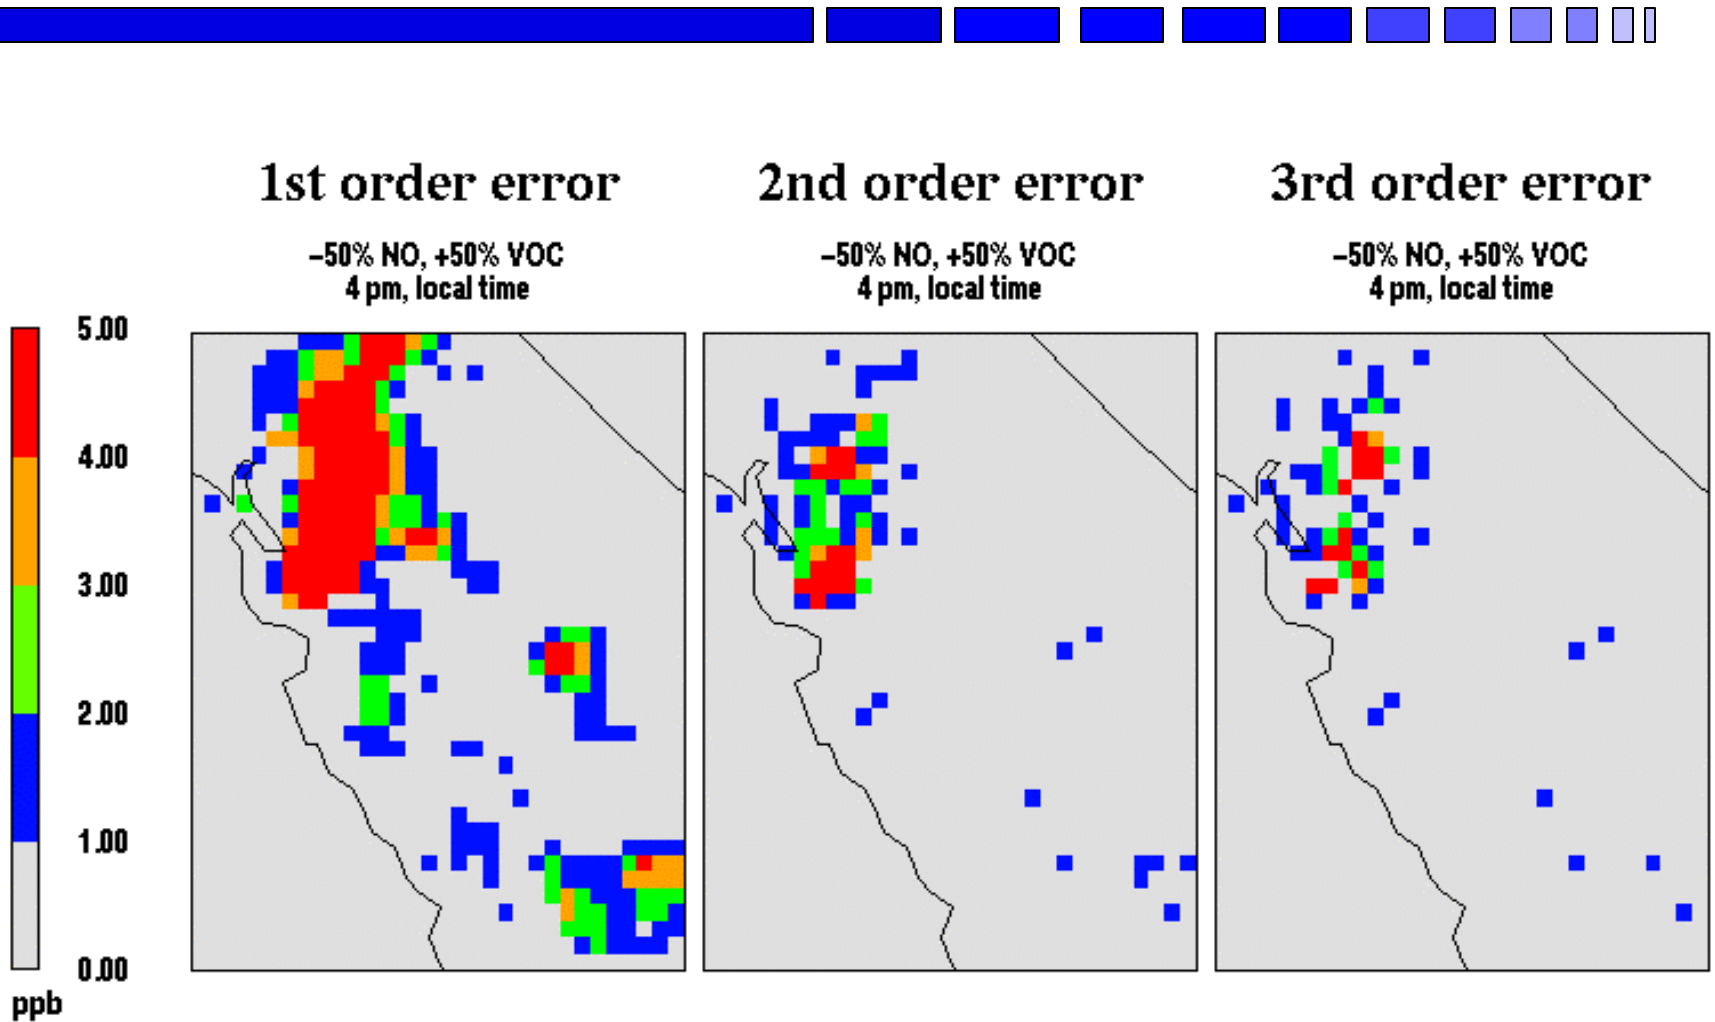 1st order error
–50% NO, +50% VOC
4 pm, local time
2nd order error
–50% NO, +50% VOC
4 pm, local time
3rd order error
–50% NO, +50% VOC
4 pm, local time
5.00
4.00
3.00
2.00
1.00
0.00
ppb